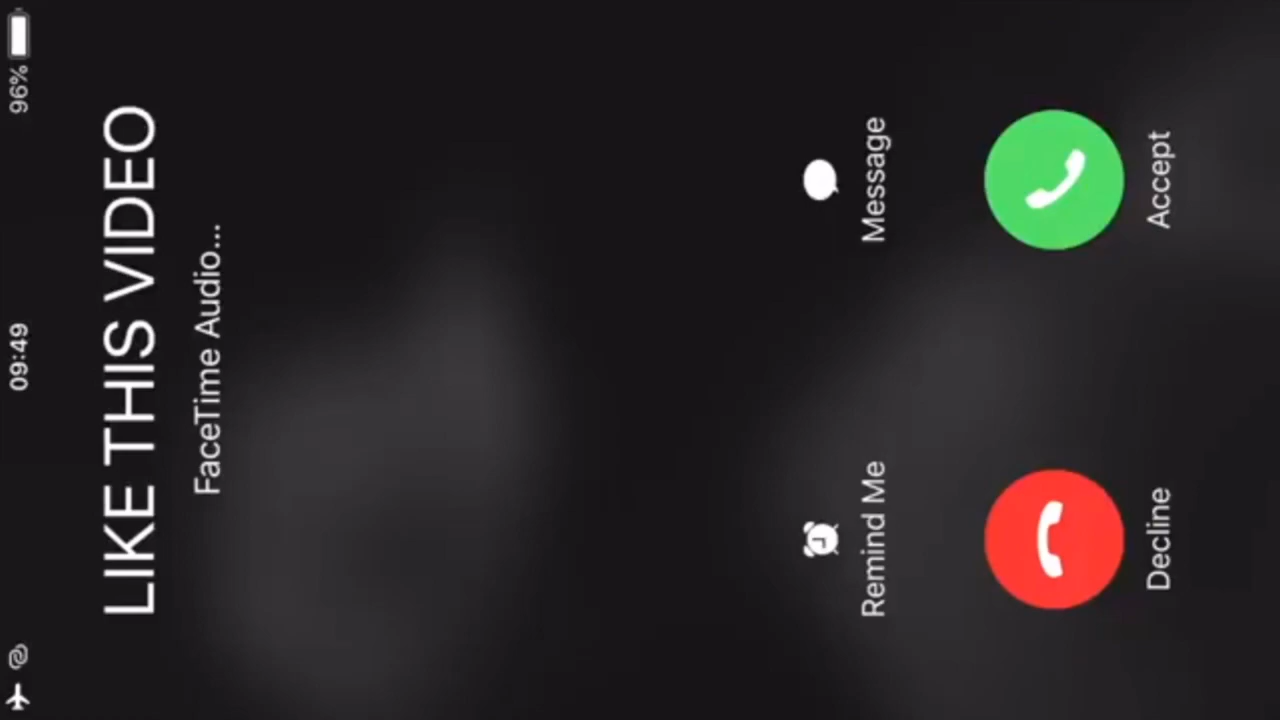 09:49
96%
LIKE THIS VIDEO
FaceTime Audio...
Remind Me
Message
Decline
Accept